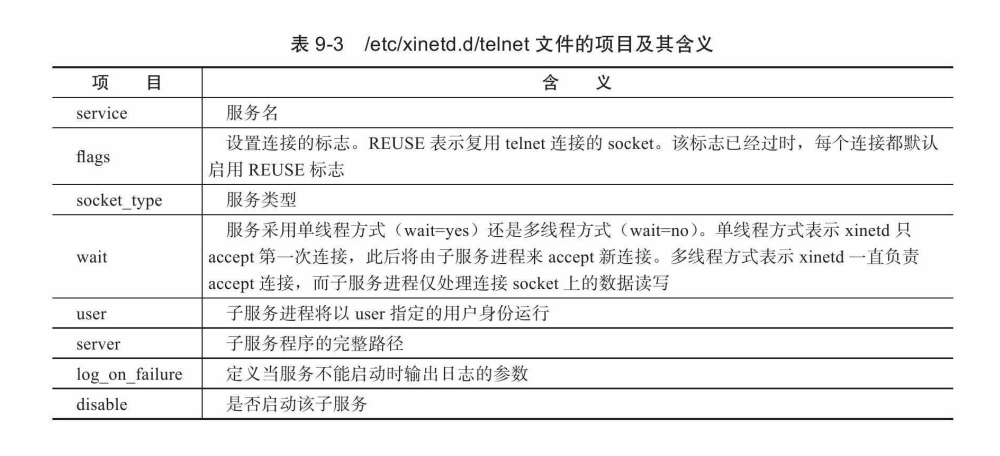 表 9-3 /etc/xinetd.d/telnet 文件的项目及其含义
项 目 含 义
service 服务名
flags 设置连接的标志。REUSE 表示复用 telnet 连接的 socket。该标志已经过时，每个连接都默认
启用 REUSE 标志
socket_type 服务类型
wait 服务采用单线程方式（wait=yes）还是多线程方式（wait=no）。单线程方式表示 xinetd 只
accept 第一次连接，此后将由子服务进程来 accept 新连接。多线程方式表示 xinetd 一直负责
accept 连接，而子服务进程仅处理连接 socket 上的数据读写
user 子服务进程将以 user 指定的用户身份运行
server 子服务程序的完整路径
log_on_failure 定义当服务不能启动时输出日志的参数
disable 是否启动该子服务